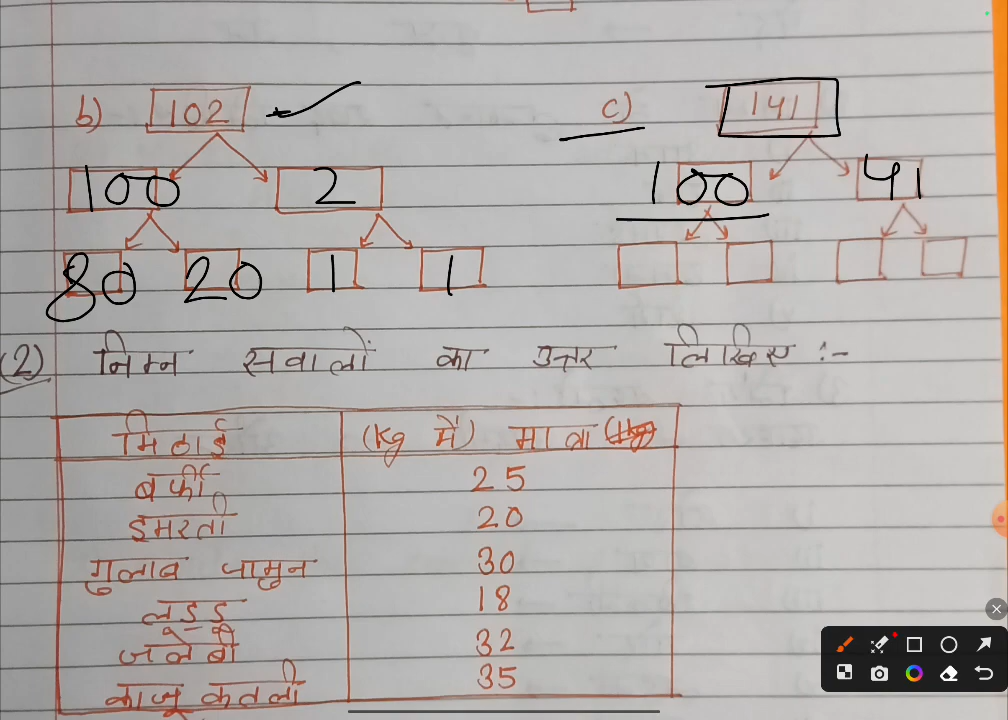 b) 102 c) 141
100 2 100 41
80 20 1 1
(2) निम्न सवालों का उत्तर लिखिए :-
मिठाई (Kg में) मात्रा
बर्फी 25
इमरती 20
गुलाब जामुन 30
लड्डू 18
जलेबी 32
काजू कतली 35